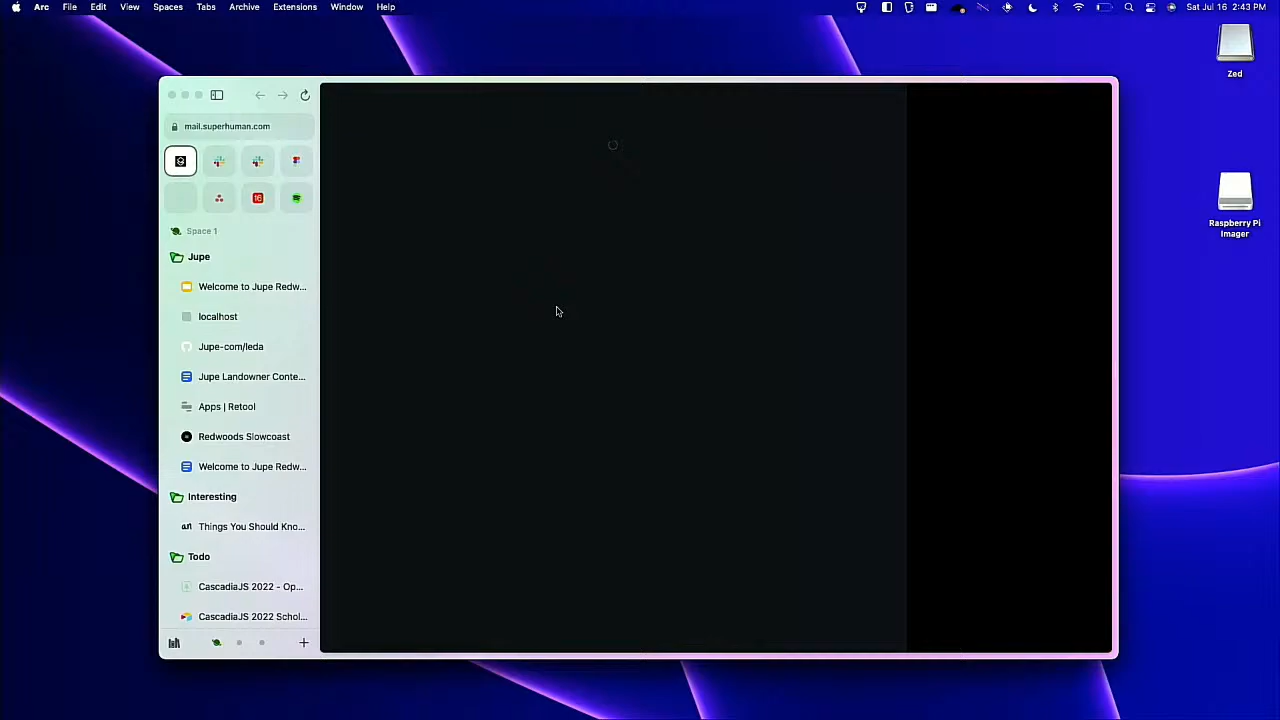 Arc File Edit View Spaces Tabs Archive Extensions Window Help Sat Jul 16 2:43 PM
Zed
mail.superhuman.com
16
Space 1
Jupe
Welcome to Jupe Redw...
localhost
Jupe-com/leda
Jupe Landowner Conte...
Apps | Retool
Redwoods Slowcoast
Welcome to Jupe Redw...
Interesting
Things You Should Kno...
Todo
CascadiaJS 2022 - Op...
CascadiaJS 2022 Schol...
Raspberry Pi
Imager